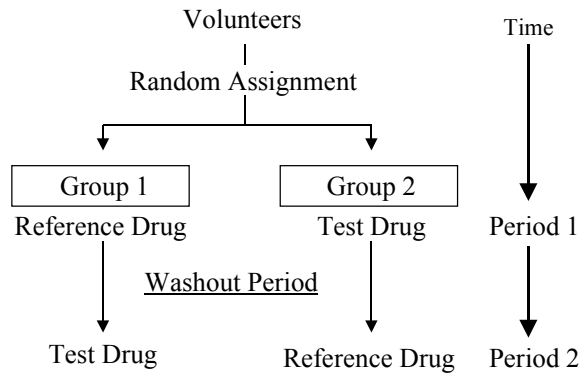 Volunteers
Time
Random Assignment
Group 1
Group 2
Reference Drug
Test Drug
Period 1
Washout Period
Test Drug
Reference Drug
Period 2